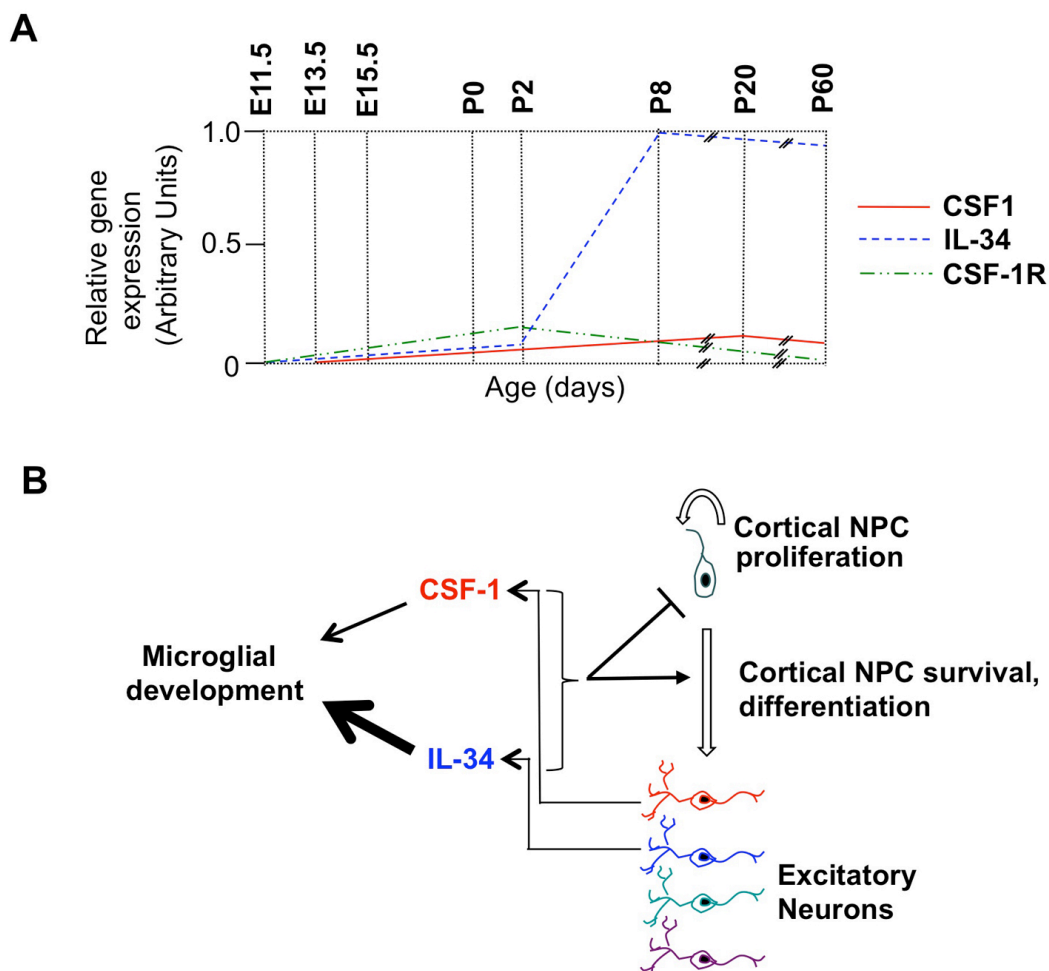 A
E11.5 E13.5 E15.5 P0 P2 P8 P20 P60
1.0
0.5
0
Relative gene
expression
(Arbitrary Units)
Age (days)
CSF1
IL-34
CSF-1R
B
Cortical NPC
proliferation
CSF-1
Microglial
development
Cortical NPC survival,
differentiation
IL-34
Excitatory
Neurons